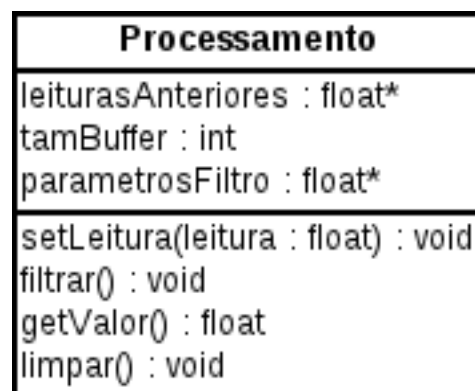 Processamento
leiturasAnteriores : float*
tamBuffer : int
parametrosFiltro : float*
setLeitura(leitura : float) : void
filtrar() : void
getValor() : float
limpar() : void